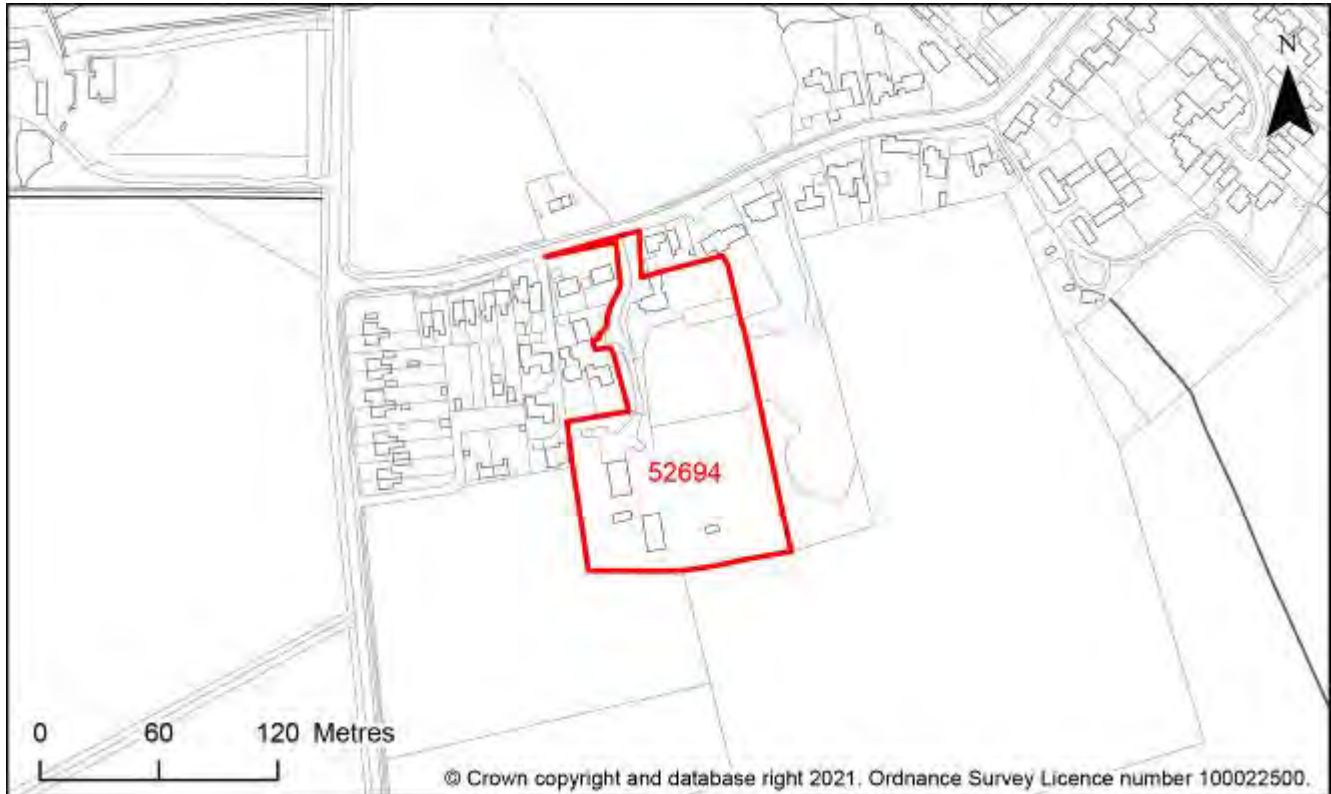 N
52694
0 60 120 Metres
© Crown copyright and database right 2021. Ordnance Survey Licence number 100022500.